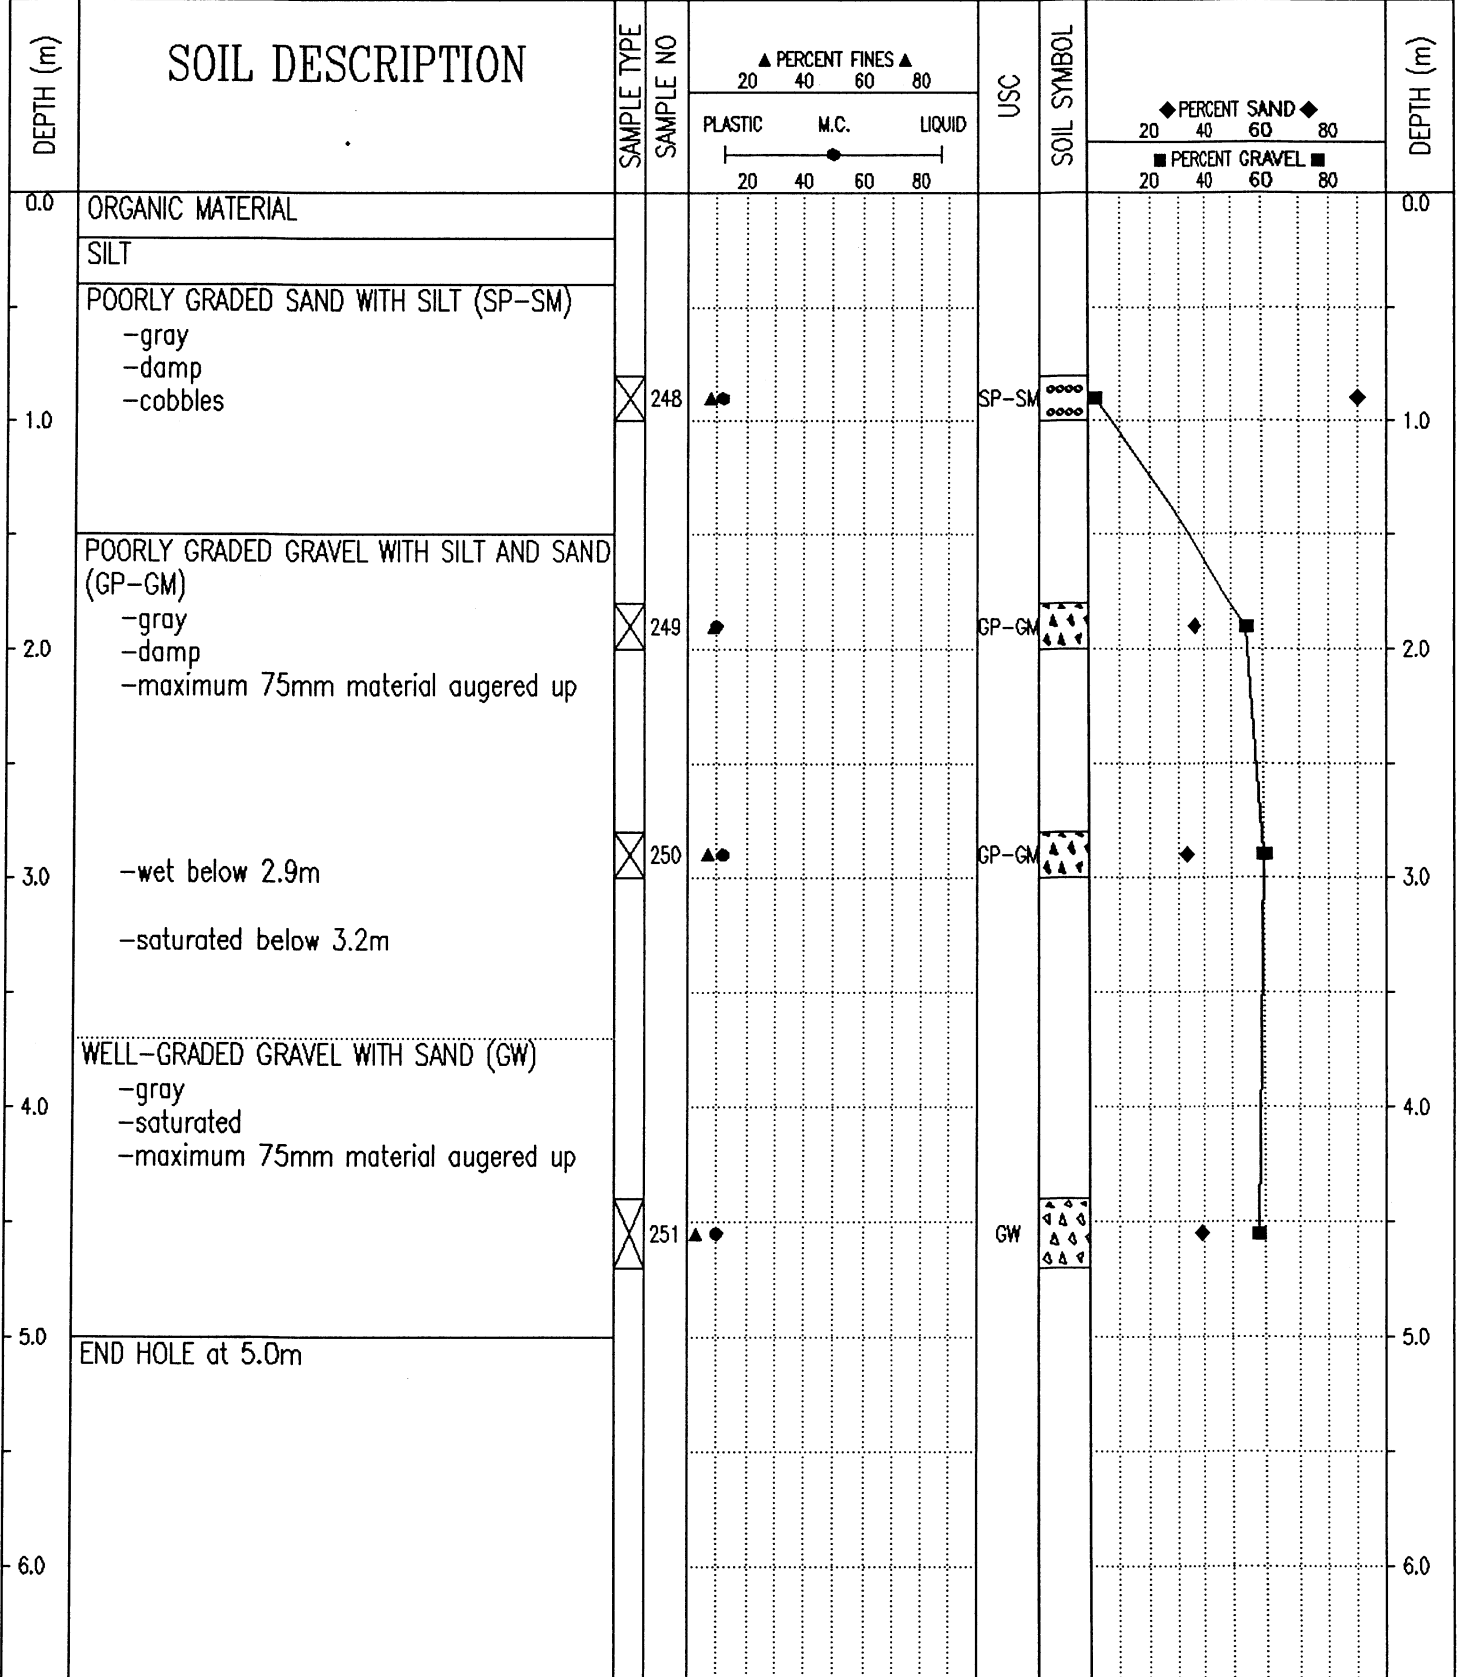 DEPTH (m)
SOIL DESCRIPTION
SAMPLE TYPE
SAMPLE NO
▲ PERCENT FINES ▲
20 40 60 80
PLASTIC M.C. LIQUID
20 40 60 80
USC
SOIL SYMBOL
◆ PERCENT SAND ◆
20 40 60 80
■ PERCENT GRAVEL ■
20 40 60 80
DEPTH (m)
0.0 ORGANIC MATERIAL 0.0
SILT
POORLY GRADED SAND WITH SILT (SP-SM)
-gray
-damp
-cobbles 248 SP-SM
1.0 1.0
POORLY GRADED GRAVEL WITH SILT AND SAND
(GP-GM)
-gray 249 GP-GM
2.0 -damp 2.0
-maximum 75mm material augered up
250 GP-GM
3.0 -wet below 2.9m 3.0
-saturated below 3.2m
WELL-GRADED GRAVEL WITH SAND (GW)
-gray
4.0 -saturated 4.0
-maximum 75mm material augered up
251 GW
5.0 5.0
END HOLE at 5.0m
6.0 6.0